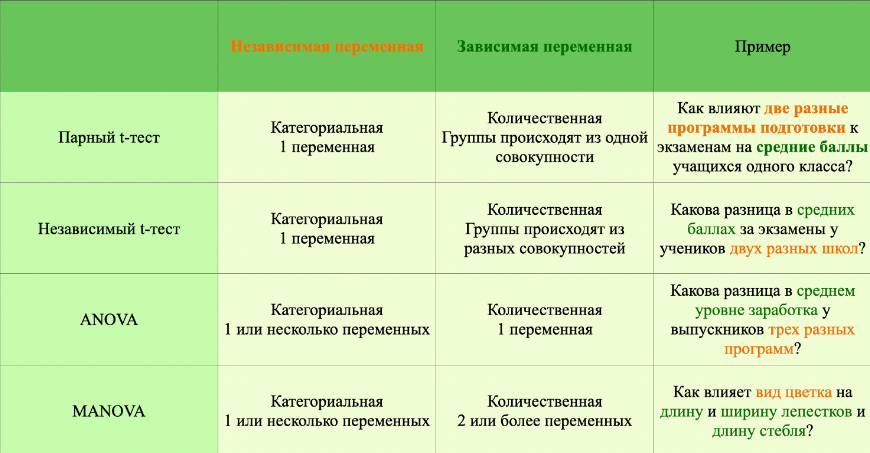 Независимая переменная
Зависимая переменная
Пример
Парный t-тест
Категориальная
1 переменная
Количественная
Группы происходят из одной
совокупности
Как влияют две разные
программы подготовки к
экзаменам на средние баллы
учащихся одного класса?
Независимый t-тест
Категориальная
1 переменная
Количественная
Группы происходят из
разных совокупностей
Какова разница в средних
баллах за экзамены у
учеников двух разных школ?
ANOVA
Категориальная
1 или несколько переменных
Количественная
1 переменная
Какова разница в среднем
уровне заработка у
выпускников трех разных
программ?
MANOVA
Категориальная
1 или несколько переменных
Количественная
2 или более переменных
Как влияет вид цветка на
длину и ширину лепестков и
длину стебля?